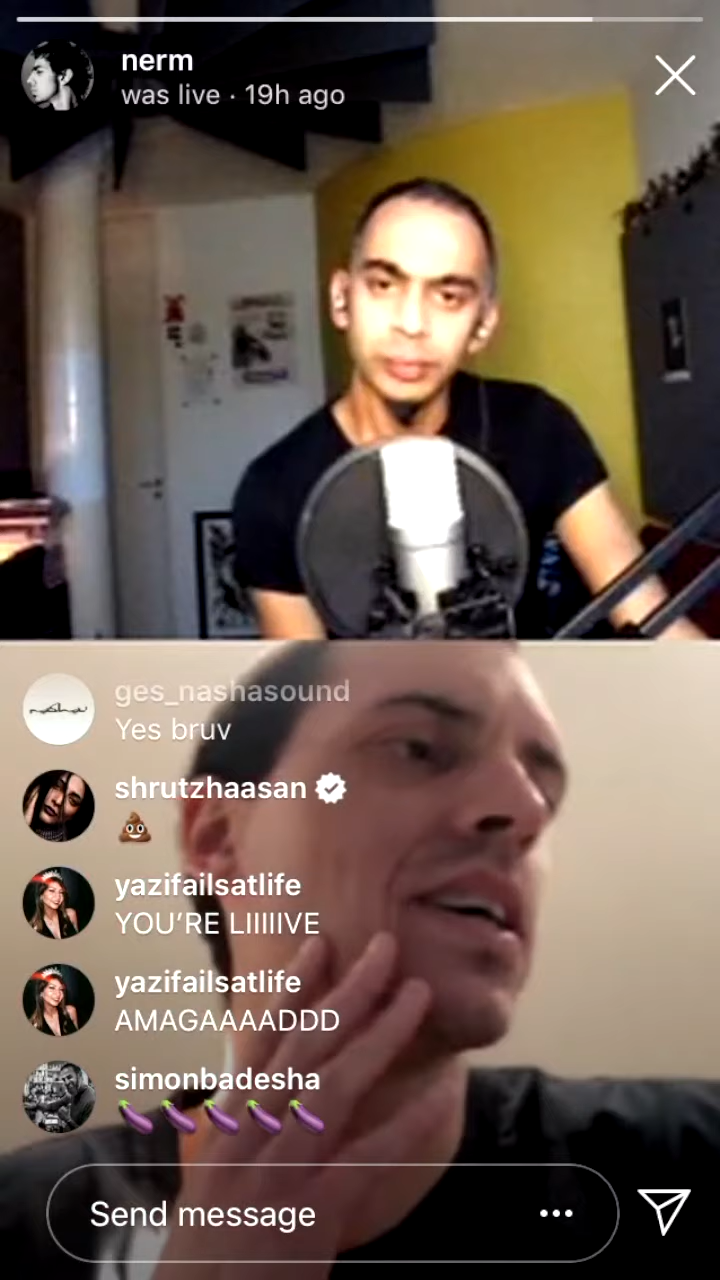 nerm
was live · 19h ago
ges_nashasound
Yes bruv
shrutzhaasan
💩
yazifailsatlife
YOU’RE LIIIIIVE
yazifailsatlife
AMAGAAAADDD
simonbadesha
🍆🍆🍆🍆🍆
Send message